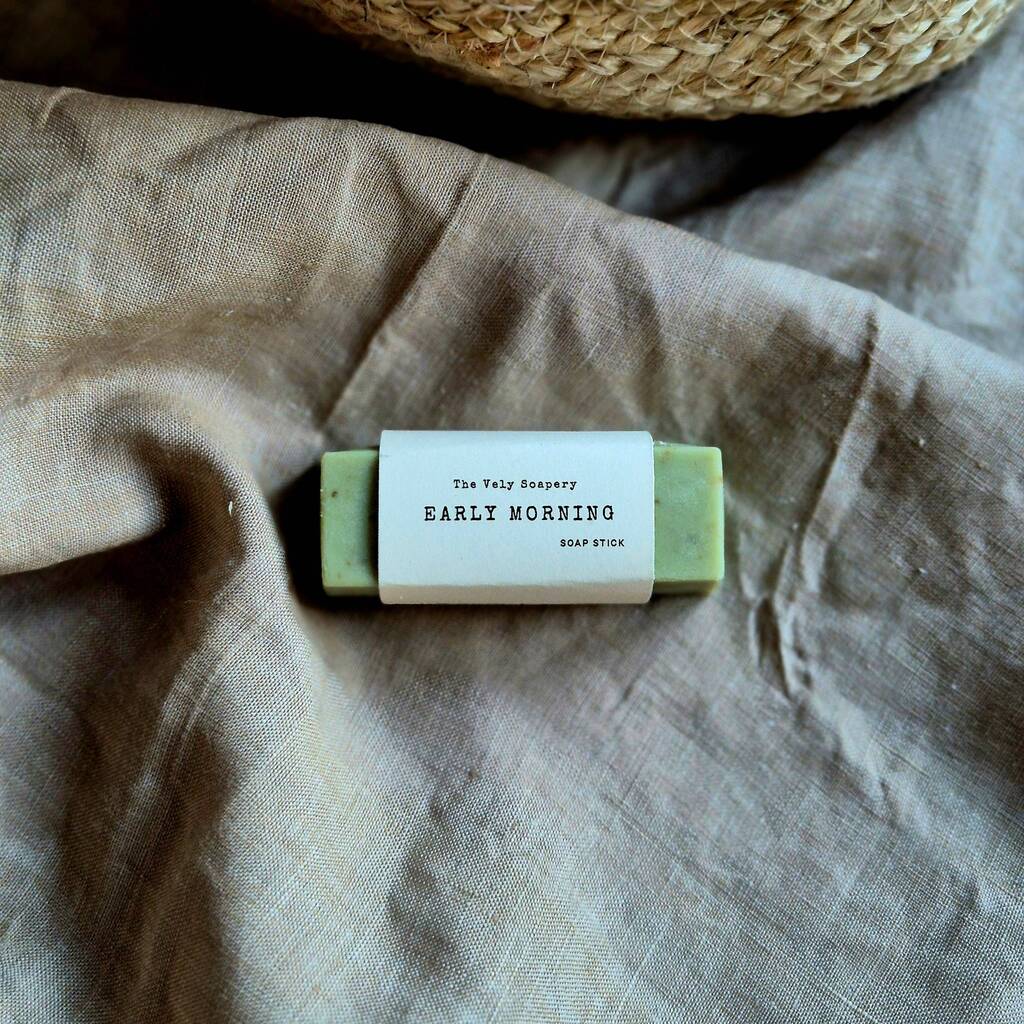 The Vely Soapery
EARLY MORNING
SOAP STICK